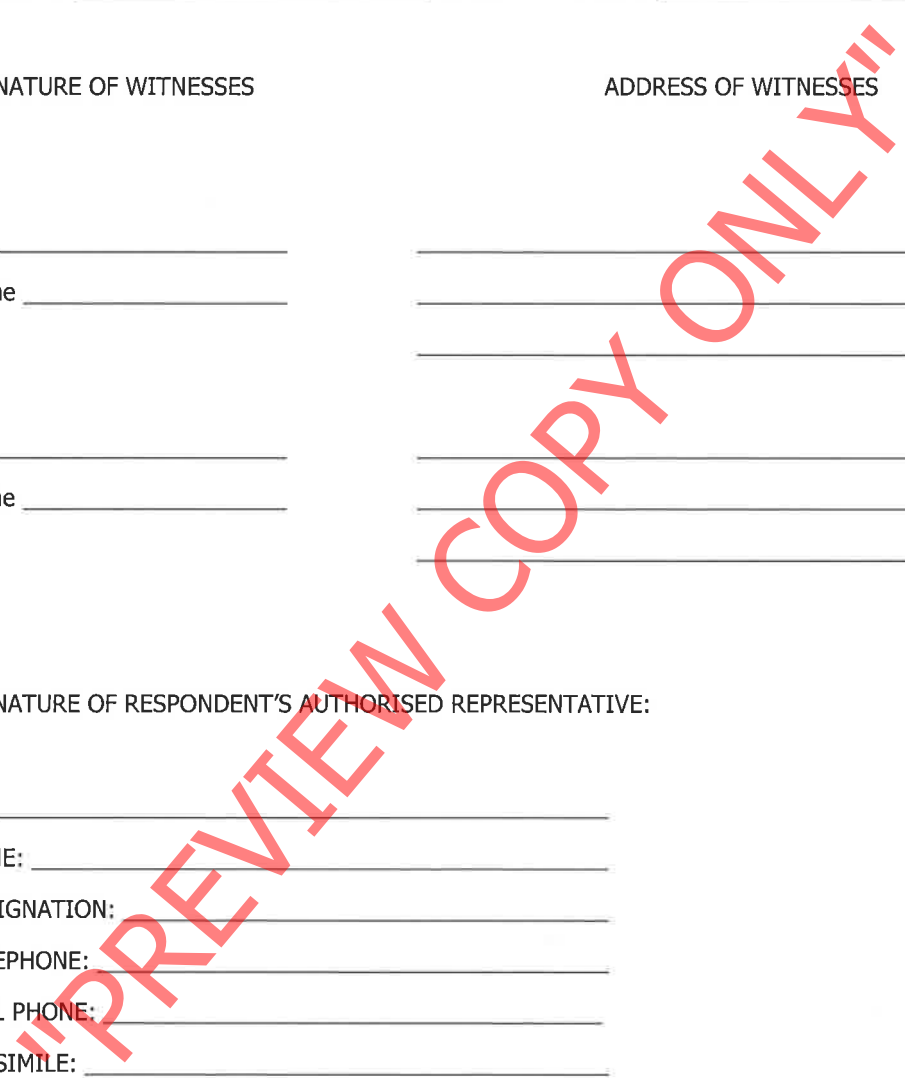 NATURE OF WITNESSES
ADDRESS OF WITNESSES
ne
ne
NATURE OF RESPONDENT'S AUTHORISED REPRESENTATIVE:
ME:
IGNATION:
EPHONE:
L PHONE:
SIMILE:
"PREVIEW COPY ONLY"